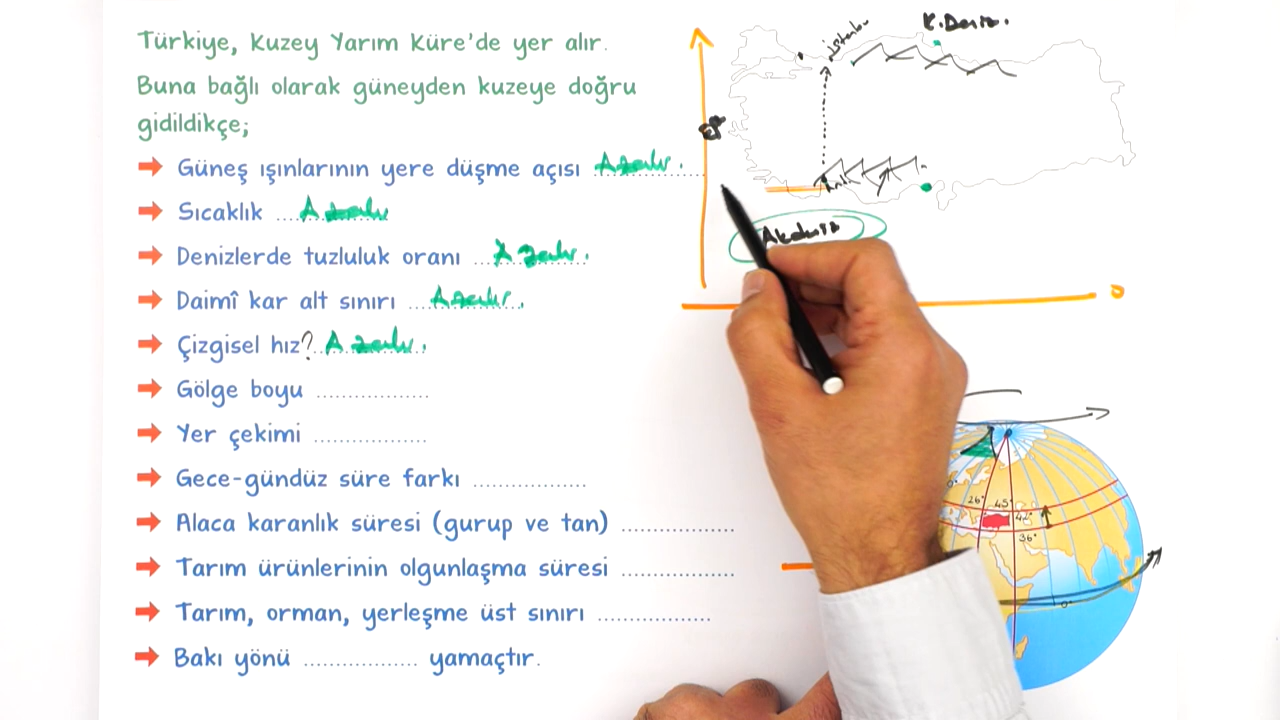 Türkiye, Kuzey Yarım Küre'de yer alır.
Buna bağlı olarak güneyden kuzeye doğru
gidildikçe;
Güneş ışınlarının yere düşme açısı Azalır.
Sıcaklık Azalır
Denizlerde tuzluluk oranı Azalır.
Daimî kar alt sınırı Azalır.
Çizgisel hız? Azalır.
Gölge boyu ..................
Yer çekimi ..................
Gece-gündüz süre farkı ..................
Alaca karanlık süresi (gurup ve tan) ..................
Tarım ürünlerinin olgunlaşma süresi ..................
Tarım, orman, yerleşme üst sınırı ..................
Bakı yönü .................. yamaçtır.
K.Deniz.
İstanbul
Akdeniz
0
26° 45°
42°
36°
0°